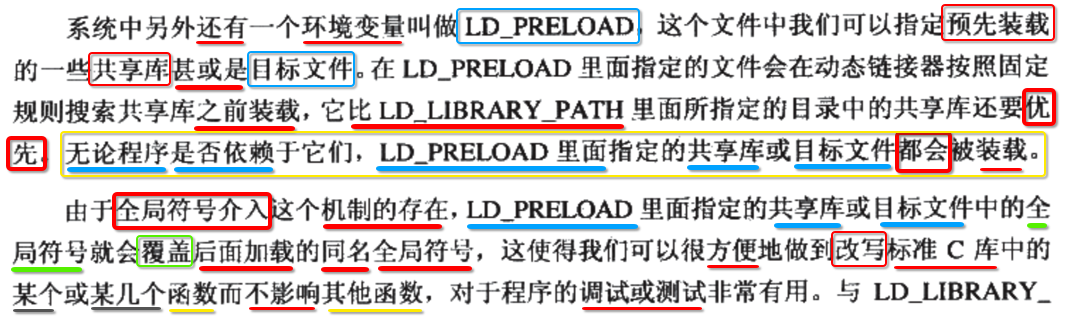 系统中另外还有一个环境变量叫做 LD_PRELOAD，这个文件中我们可以指定预先装载
的一些共享库甚或是目标文件。在 LD_PRELOAD 里面指定的文件会在动态链接器按照固定
规则搜索共享库之前装载，它比 LD_LIBRARY_PATH 里面所指定的目录中的共享库还要优
先。无论程序是否依赖于它们，LD_PRELOAD 里面指定的共享库或目标文件都会被装载。
由于全局符号介入这个机制的存在，LD_PRELOAD 里面指定的共享库或目标文件中的全
局符号就会覆盖后面加载的同名全局符号，这使得我们可以很方便地做到改写标准 C 库中的
某个或某几个函数而不影响其他函数，对于程序的调试或测试非常有用。与 LD_LIBRARY_